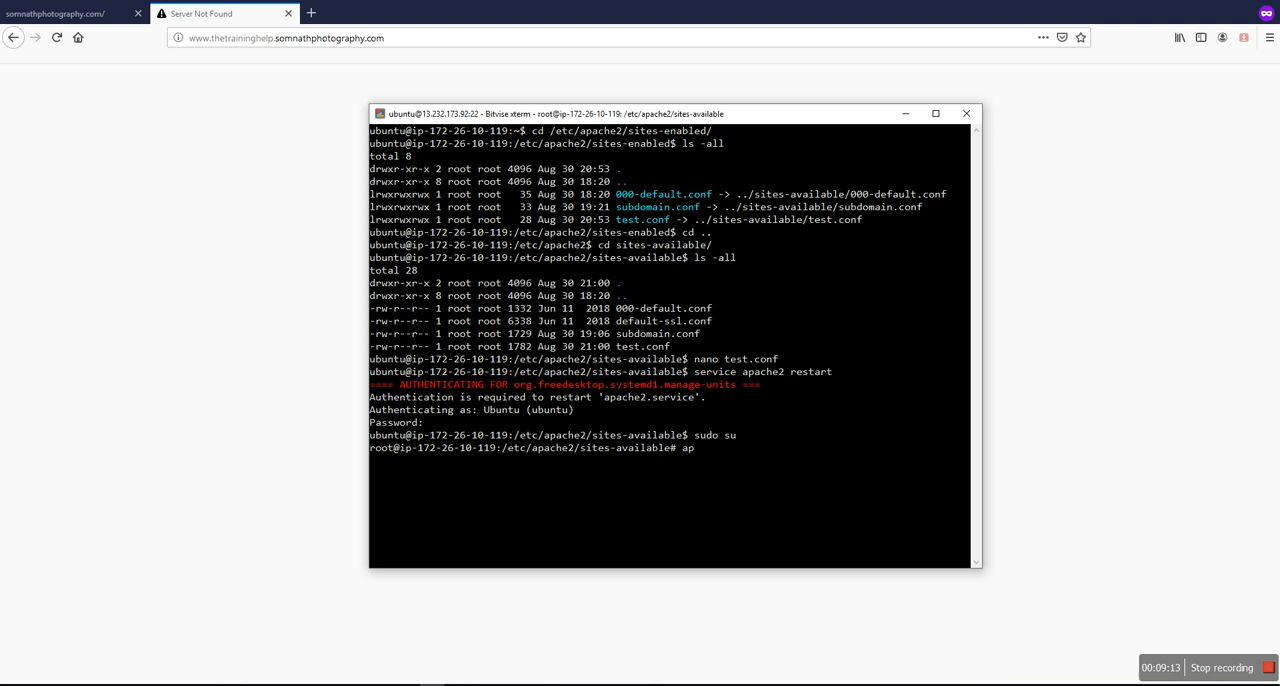 somnathphotography.com/
Server Not Found
www.thetraininghelp.somnathphotography.com
ubuntu@13.232.173.92:22 - Bitvise xterm - root@ip-172-26-10-119: /etc/apache2/sites-available
ubuntu@ip-172-26-10-119:~$ cd /etc/apache2/sites-enabled/
ubuntu@ip-172-26-10-119:/etc/apache2/sites-enabled$ ls -all
total 8
drwxr-xr-x 2 root root 4096 Aug 30 20:53 .
drwxr-xr-x 8 root root 4096 Aug 30 18:20 ..
lrwxrwxrwx 1 root root   35 Aug 30 18:20 000-default.conf -> ../sites-available/000-default.conf
lrwxrwxrwx 1 root root   33 Aug 30 19:21 subdomain.conf -> ../sites-available/subdomain.conf
lrwxrwxrwx 1 root root   28 Aug 30 20:53 test.conf -> ../sites-available/test.conf
ubuntu@ip-172-26-10-119:/etc/apache2/sites-enabled$ cd ..
ubuntu@ip-172-26-10-119:/etc/apache2$ cd sites-available/
ubuntu@ip-172-26-10-119:/etc/apache2/sites-available$ ls -all
total 28
drwxr-xr-x 2 root root 4096 Aug 30 21:00 .
drwxr-xr-x 8 root root 4096 Aug 30 18:20 ..
-rw-r--r-- 1 root root 1332 Jun 11  2018 000-default.conf
-rw-r--r-- 1 root root 6338 Jun 11  2018 default-ssl.conf
-rw-r--r-- 1 root root 1729 Aug 30 19:06 subdomain.conf
-rw-r--r-- 1 root root 1782 Aug 30 21:00 test.conf
ubuntu@ip-172-26-10-119:/etc/apache2/sites-available$ nano test.conf
ubuntu@ip-172-26-10-119:/etc/apache2/sites-available$ service apache2 restart
==== AUTHENTICATING FOR org.freedesktop.systemd1.manage-units ===
Authentication is required to restart 'apache2.service'.
Authenticating as: Ubuntu (ubuntu)
Password:
ubuntu@ip-172-26-10-119:/etc/apache2/sites-available$ sudo su
root@ip-172-26-10-119:/etc/apache2/sites-available# ap
00:09:13 Stop recording